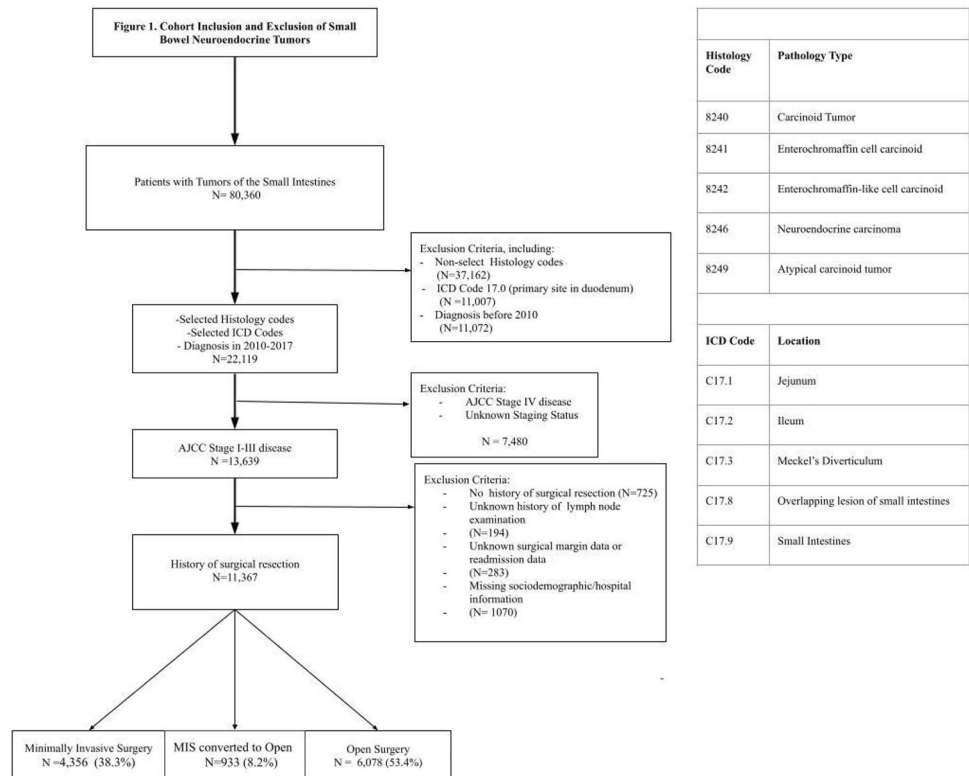 Figure 1. Cohort Inclusion and Exclusion of Small
Bowel Neuroendocrine Tumors
Patients with Tumors of the Small Intestines
N= 80,360
Exclusion Criteria, including:
- Non-select Histology codes
(N=37,162)
- ICD Code 17.0 (primary site in duodenum)
(N =11,007)
- Diagnosis before 2010
(N=11,072)
-Selected Histology codes
-Selected ICD Codes
- Diagnosis in 2010-2017
N=22,119
Exclusion Criteria:
- AJCC Stage IV disease
- Unknown Staging Status
N = 7,480
AJCC Stage I-III disease
N =13,639
Exclusion Criteria:
- No history of surgical resection (N=725)
- Unknown history of lymph node
examination
- (N=194)
- Unknown surgical margin data or
readmission data
- (N=283)
- Missing sociodemographic/hospital
information
- (N= 1070)
History of surgical resection
N=11,367
-
Minimally Invasive Surgery
N =4,356 (38.3%)
MIS converted to Open
N=933 (8.2%)
Open Surgery
N = 6,078 (53.4%)
Histology
Code
Pathology Type
8240 Carcinoid Tumor
8241 Enterochromaffin cell carcinoid
8242 Enterochromaffin-like cell carcinoid
8246 Neuroendocrine carcinoma
8249 Atypical carcinoid tumor
ICD Code Location
C17.1 Jejunum
C17.2 Ileum
C17.3 Meckel's Diverticulum
C17.8 Overlapping lesion of small intestines
C17.9 Small Intestines